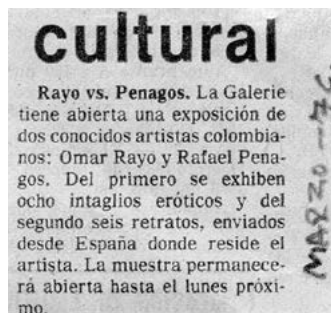 cultural
Rayo vs. Penagos. La Galerie
tiene abierta una exposición de
dos conocidos artistas colombia-
nos: Omar Rayo y Rafael Pena-
gos. Del primero se exhiben
ocho intaglios eróticos y del
segundo seis retratos, enviados
desde España donde reside el
artista. La muestra permanece-
rá abierta hasta el lunes próxi-
mo.
MARZO-76